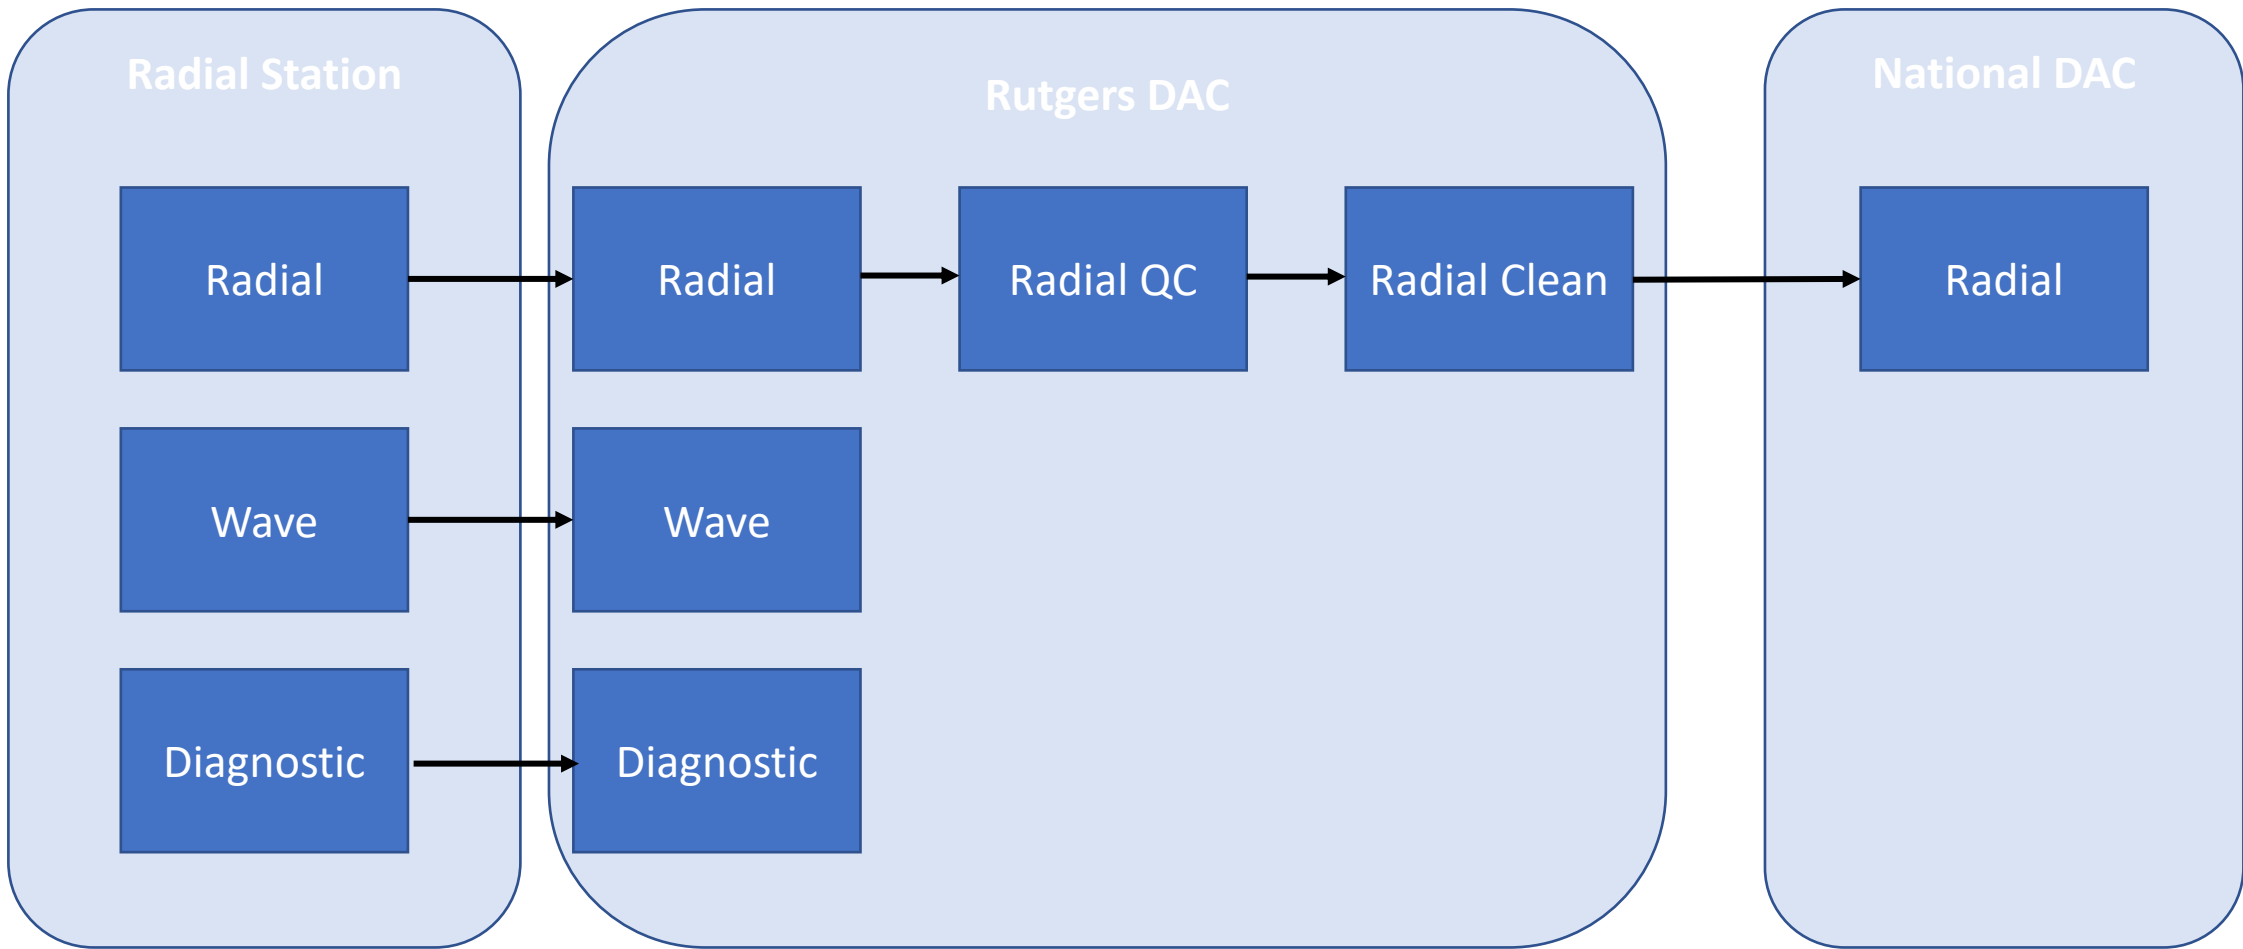 Radial Station
Rutgers DAC
National DAC
Radial
Radial
Radial QC
Radial Clean
Radial
Wave
Wave
Diagnostic
Diagnostic